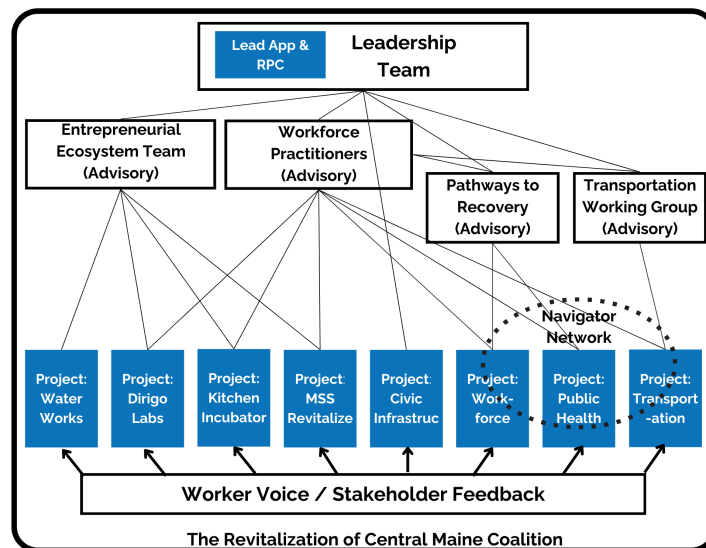 Lead App &
RPC
Leadership
Team
Entrepreneurial
Ecosystem Team
(Advisory)
Workforce
Practitioners
(Advisory)
Pathways to
Recovery
(Advisory)
Transportation
Working Group
(Advisory)
Navigator
Network
Project:
Water
Works
Project:
Dirigo
Labs
Project:
Kitchen
Incubator
Project:
MSS
Revitalize
Project:
Civic
Infrastruc
Project:
Work-
force
Project:
Public
Health
Project:
Transport
-ation
Worker Voice / Stakeholder Feedback
The Revitalization of Central Maine Coalition